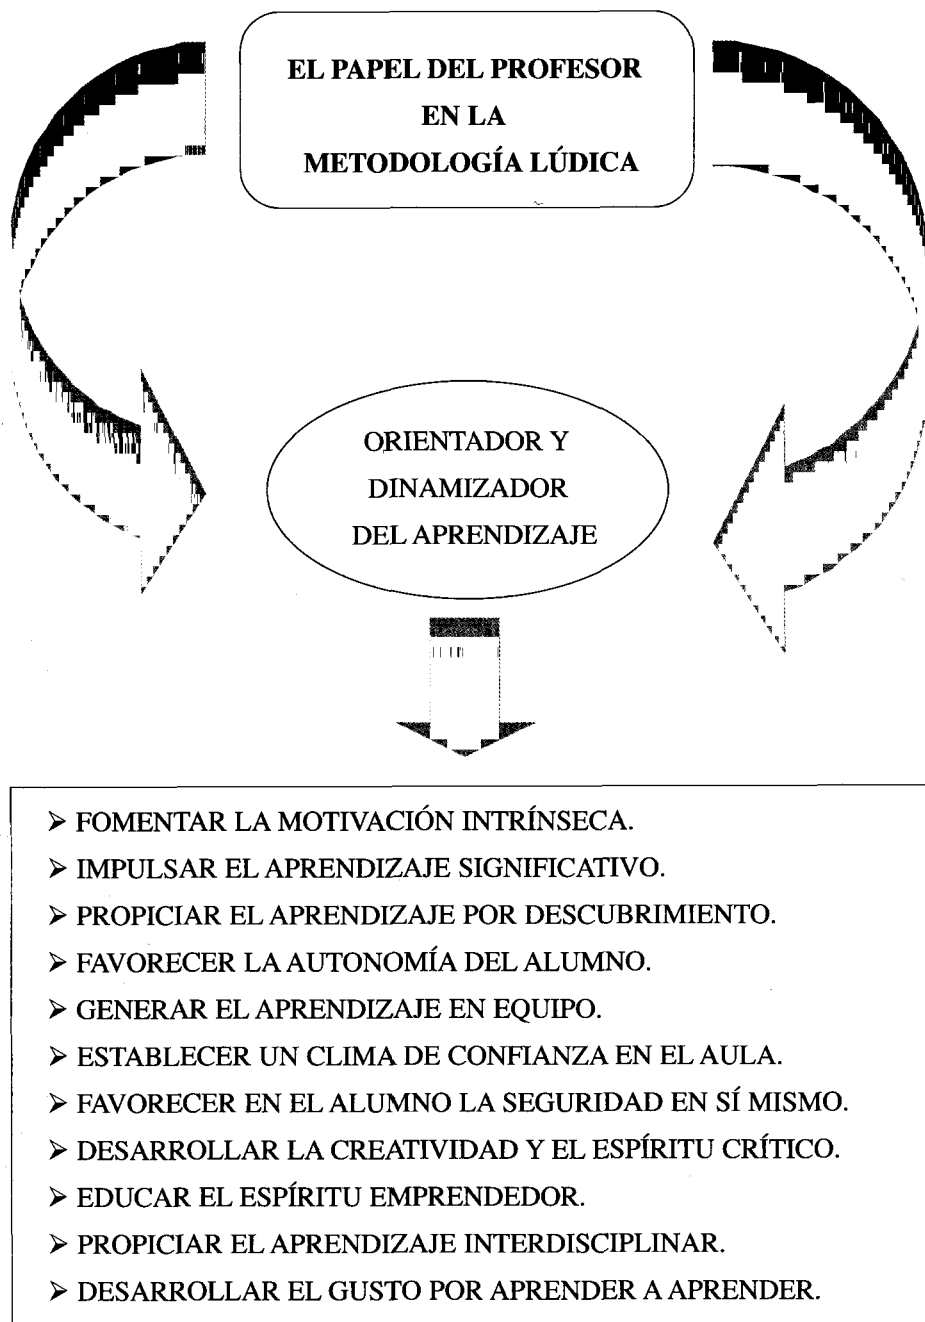 EL PAPEL DEL PROFESOR
EN LA
METODOLOGÍA LÚDICA
ORIENTADOR Y
DINAMIZADOR
DEL APRENDIZAJE
➢ FOMENTAR LA MOTIVACIÓN INTRÍNSECA.
➢ IMPULSAR EL APRENDIZAJE SIGNIFICATIVO.
➢ PROPICIAR EL APRENDIZAJE POR DESCUBRIMIENTO.
➢ FAVORECER LA AUTONOMÍA DEL ALUMNO.
➢ GENERAR EL APRENDIZAJE EN EQUIPO.
➢ ESTABLECER UN CLIMA DE CONFIANZA EN EL AULA.
➢ FAVORECER EN EL ALUMNO LA SEGURIDAD EN SÍ MISMO.
➢ DESARROLLAR LA CREATIVIDAD Y EL ESPÍRITU CRÍTICO.
➢ EDUCAR EL ESPÍRITU EMPRENDEDOR.
➢ PROPICIAR EL APRENDIZAJE INTERDISCIPLINAR.
➢ DESARROLLAR EL GUSTO POR APRENDER A APRENDER.